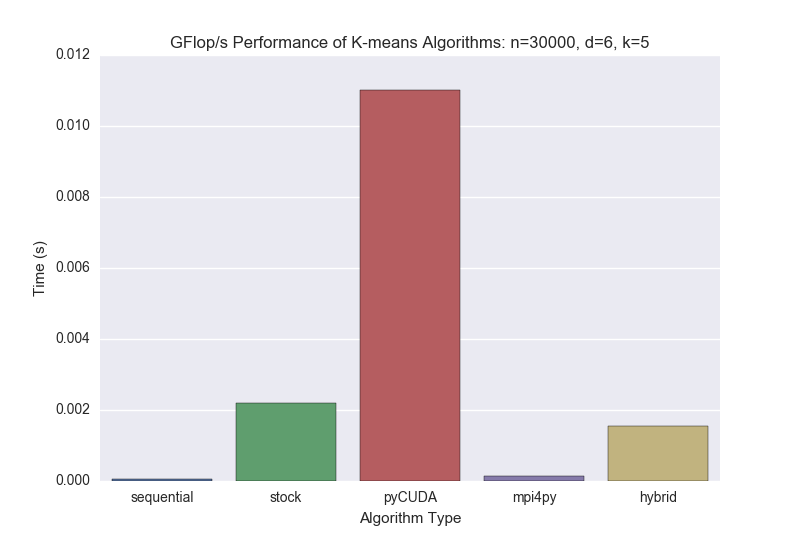 GFlop/s Performance of K-means Algorithms: n=30000, d=6, k=5
0.012
0.010
0.008
0.006
0.004
0.002
0.000
Time (s)
sequential stock pyCUDA mpi4py hybrid
Algorithm Type